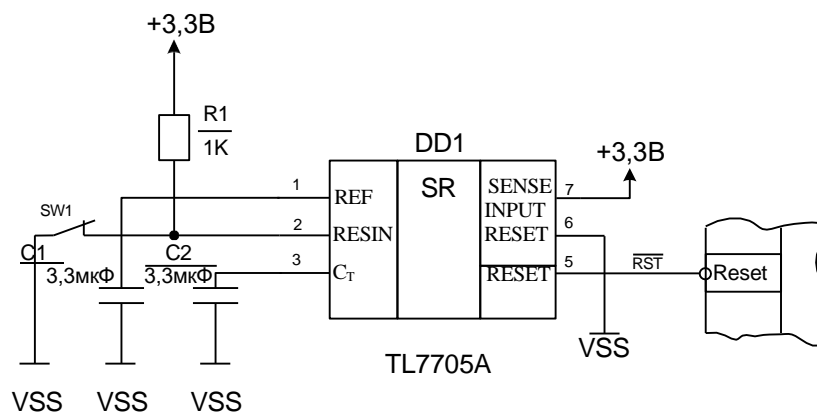 +3,3В
R1
1K
DD1
+3,3В
1
REF
SR
SENSE
INPUT
7
SW1
2
RESIN
RESET
6
C1
3,3мкФ
C2
3,3мкФ
3
CT
RESET
5
RST
Reset
VSS
TL7705A
VSS
VSS
VSS